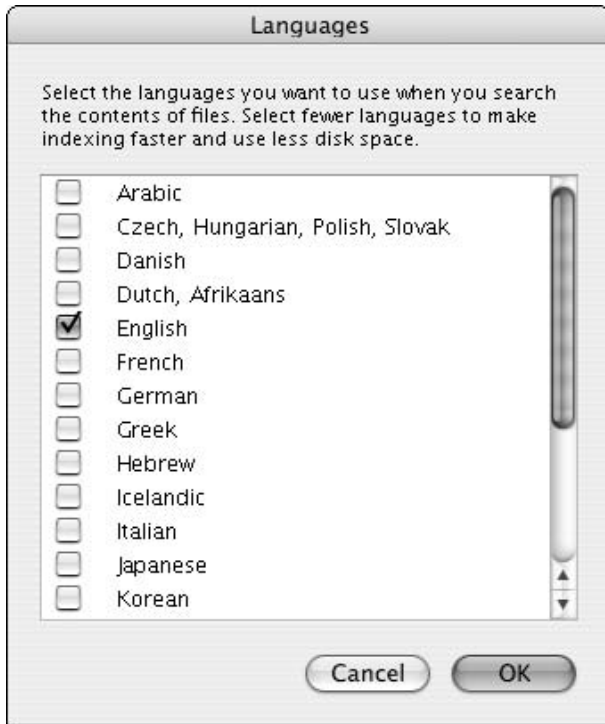 Languages
Select the languages you want to use when you search
the contents of files. Select fewer languages to make
indexing faster and use less disk space.
Arabic
Czech, Hungarian, Polish, Slovak
Danish
Dutch, Afrikaans
English
French
German
Greek
Hebrew
Icelandic
Italian
Japanese
Korean
Cancel
OK